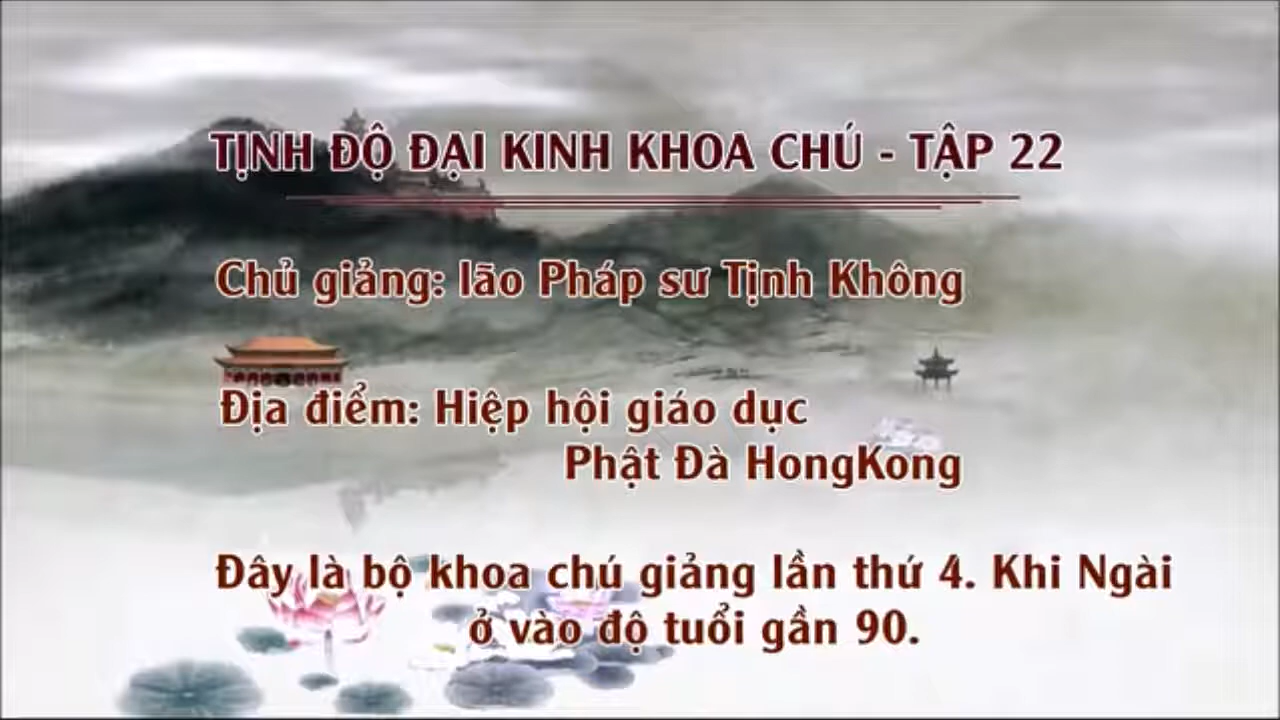 TỊNH ĐỘ ĐẠI KINH KHOA CHÚ - TẬP 22
Chủ giảng: lão Pháp sư Tịnh Không
Địa điểm: Hiệp hội giáo dục
Phật Đà HongKong
Đây là bộ khoa chú giảng lần thứ 4. Khi Ngài
ở vào độ tuổi gần 90.